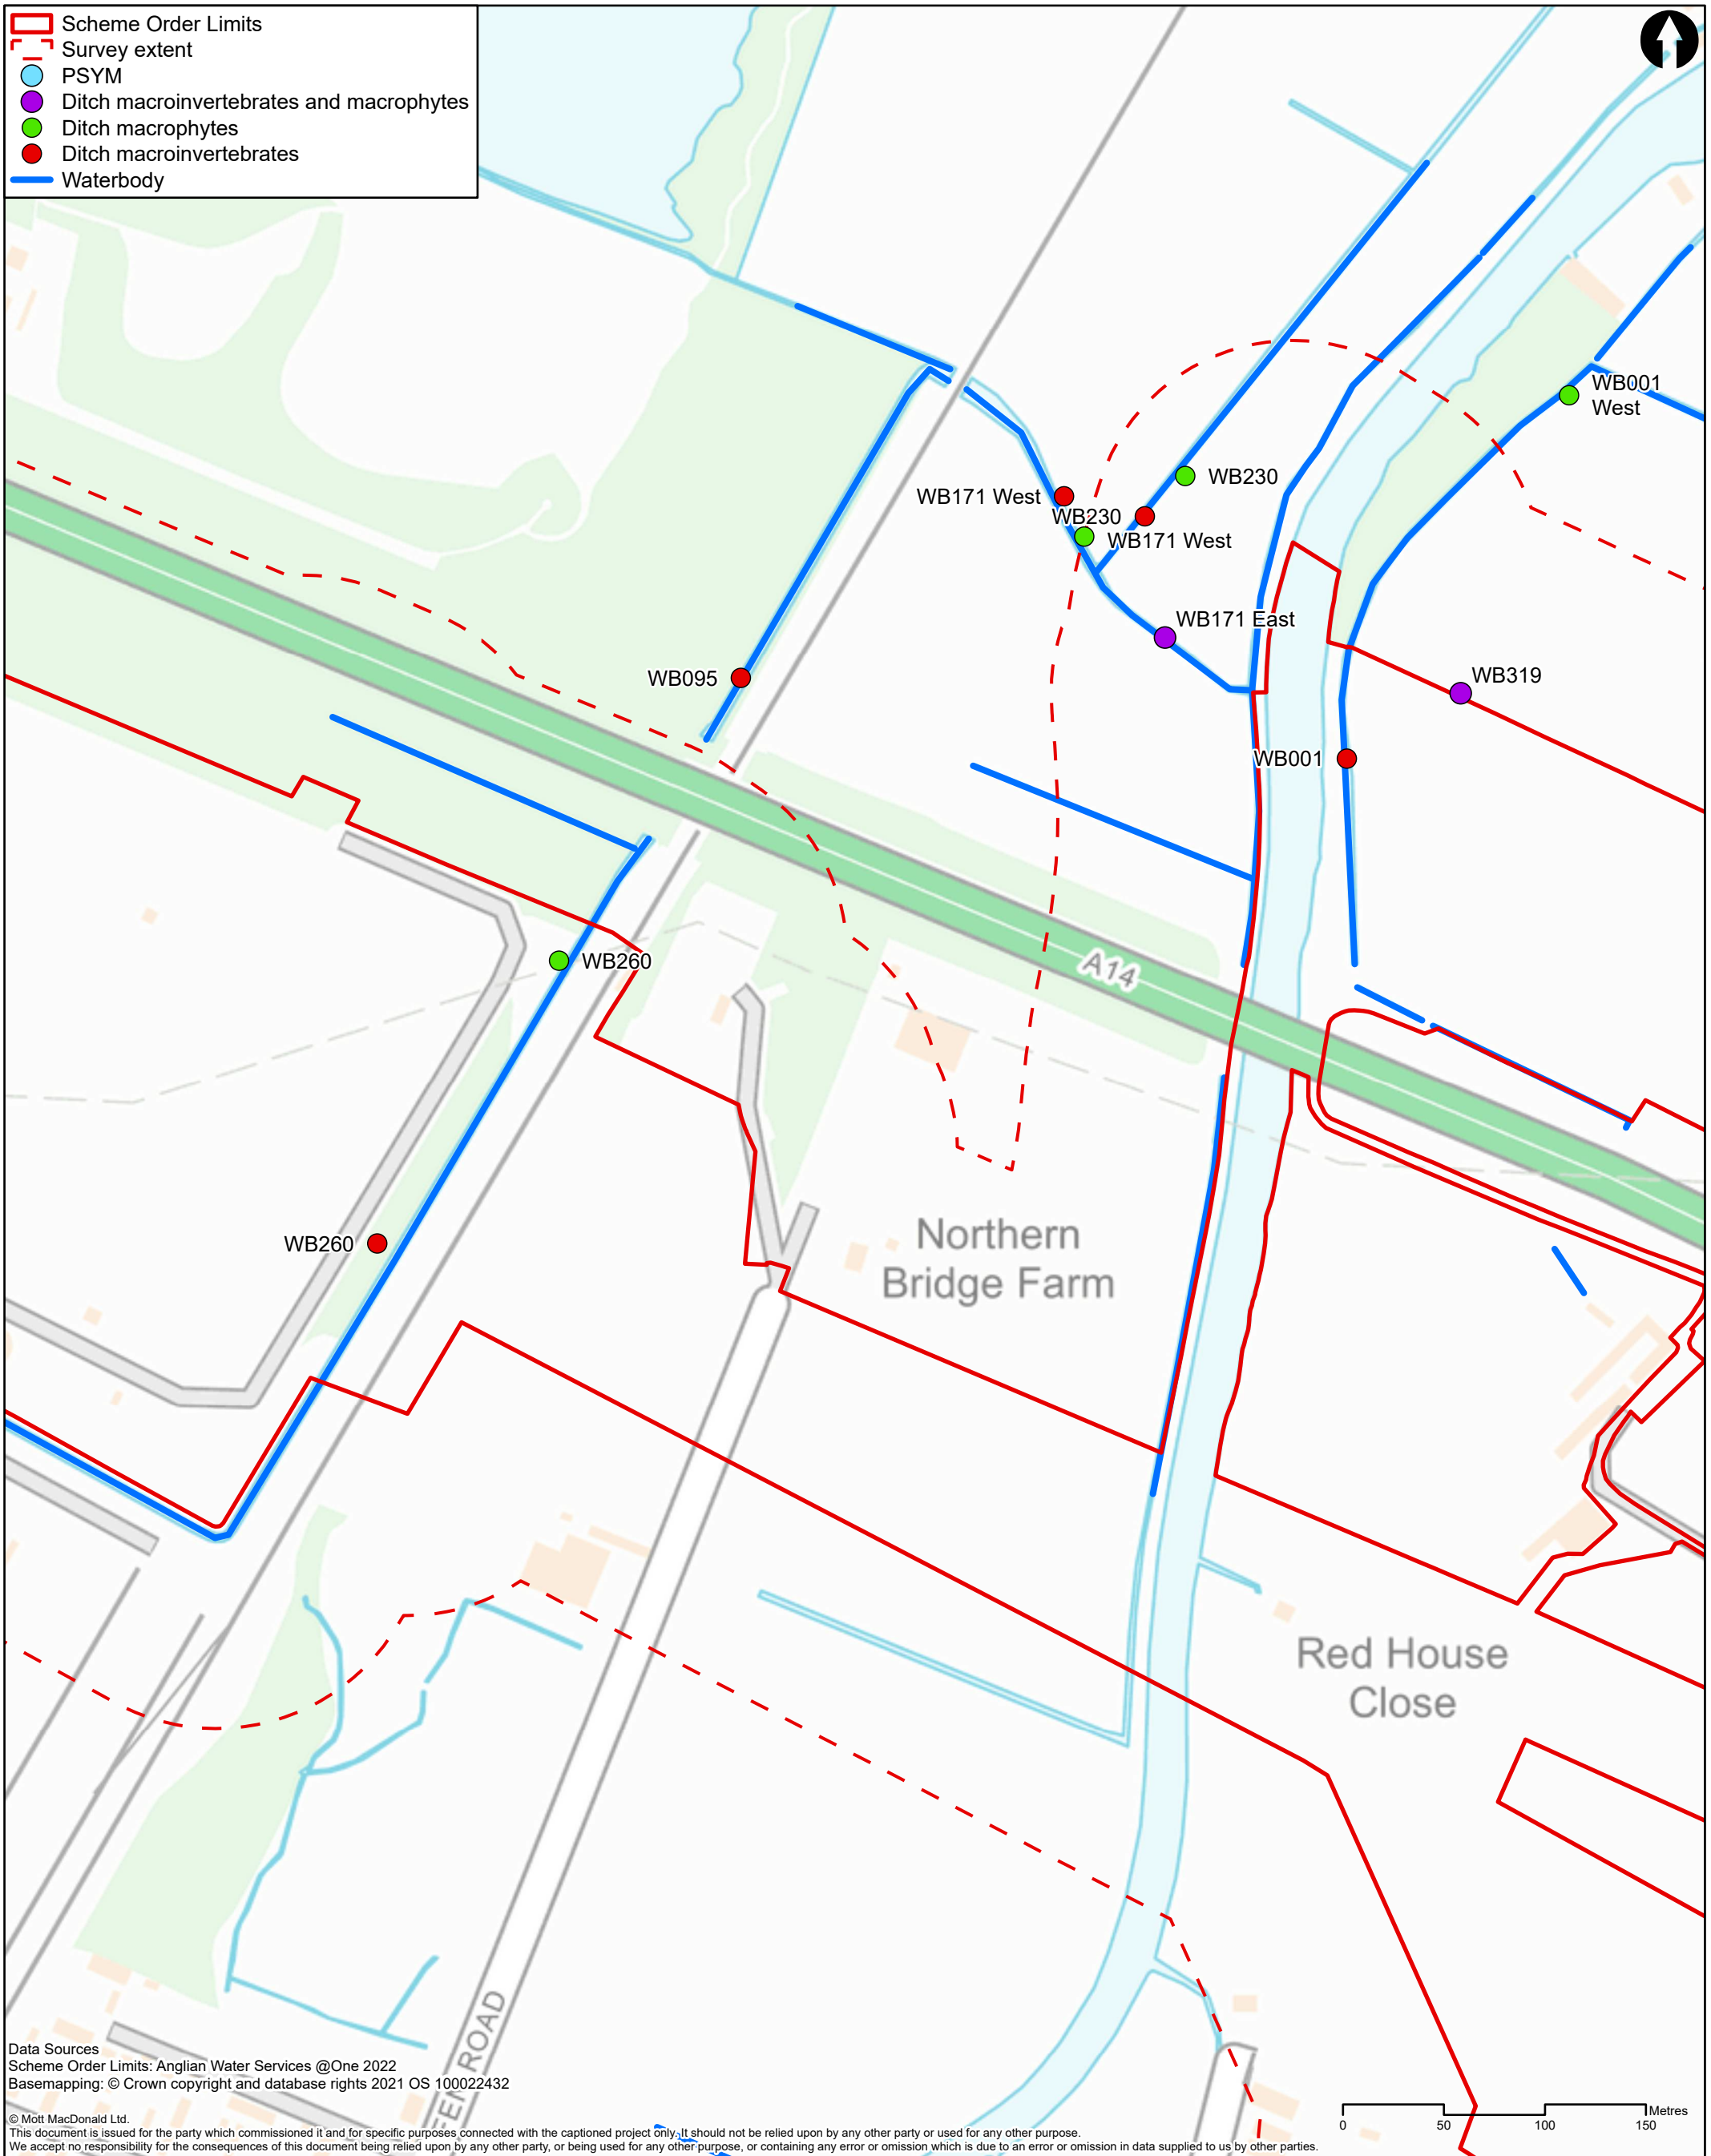 Scheme Order Limits
Survey extent
PSYM
Ditch macroinvertebrates and macrophytes
Ditch macrophytes
Ditch macroinvertebrates
Waterbody
WB001
West
WB230
WB171 West
WB230
WB171 West
WB171 East
WB095
WB319
WB001
WB260
A14
WB260
Northern
Bridge Farm
Red House
Close
FEN ROAD
Data Sources
Scheme Order Limits: Anglian Water Services @One 2022
Basemapping: © Crown copyright and database rights 2021 OS 100022432
Metres
0 50 100 150
© Mott MacDonald Ltd.
This document is issued for the party which commissioned it and for specific purposes connected with the captioned project only. It should not be relied upon by any other party or used for any other purpose.
We accept no responsibility for the consequences of this document being relied upon by any other party, or being used for any other purpose, or containing any error or omission which is due to an error or omission in data supplied to us by other parties.